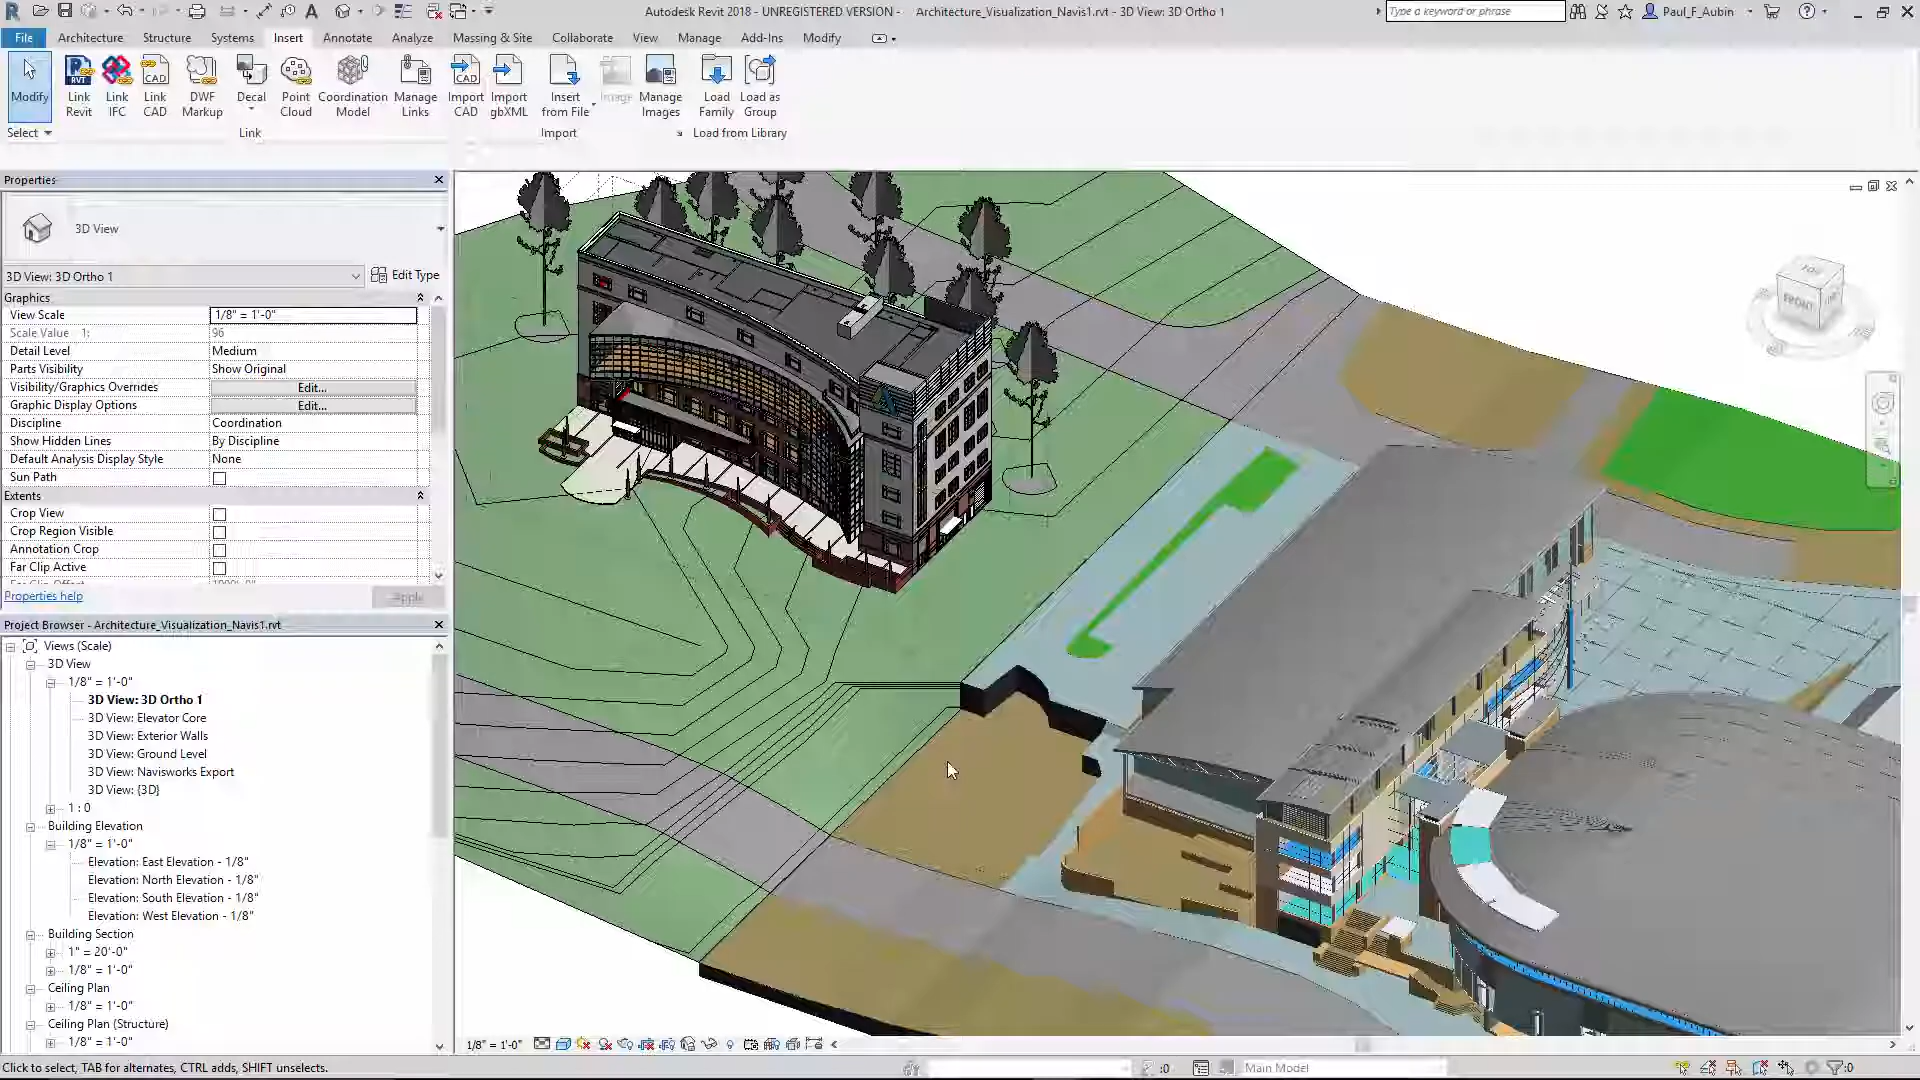 Autodesk Revit 2018 - UNREGISTERED VERSION - Architecture_Visualization_Navis1.rvt - 3D View: 3D Ortho 1
Type a keyword or phrase
Paul_F_Aubin
File Architecture Structure Systems Insert Annotate Analyze Massing & Site Collaborate View Manage Add-Ins Modify
Modify
Link Revit
Link IFC
Link CAD
DWF Markup
Decal
Point Cloud
Coordination Model
Manage Links
Import CAD
Import gbXML
Insert from File
Image
Manage Images
Load Family
Load as Group
Select
Link
Import
Load from Library
Properties
3D View
3D View: 3D Ortho 1
Edit Type
Graphics
View Scale 1/8" = 1'-0"
Scale Value 1: 96
Detail Level Medium
Parts Visibility Show Original
Visibility/Graphics Overrides Edit...
Graphic Display Options Edit...
Discipline Coordination
Show Hidden Lines By Discipline
Default Analysis Display Style None
Sun Path
Extents
Crop View
Crop Region Visible
Annotation Crop
Far Clip Active
Properties help
Apply
Project Browser - Architecture_Visualization_Navis1.rvt
Views (Scale)
3D View
1/8" = 1'-0"
3D View: 3D Ortho 1
3D View: Elevator Core
3D View: Exterior Walls
3D View: Ground Level
3D View: Navisworks Export
3D View: {3D}
1 : 0
Building Elevation
1/8" = 1'-0"
Elevation: East Elevation - 1/8"
Elevation: North Elevation - 1/8"
Elevation: South Elevation - 1/8"
Elevation: West Elevation - 1/8"
Building Section
1" = 20'-0"
1/8" = 1'-0"
Ceiling Plan
1/8" = 1'-0"
Ceiling Plan (Structure)
1/8" = 1'-0"
FRONT
1/8" = 1'-0"
Click to select, TAB for alternates, CTRL adds, SHIFT unselects.
:0
Main Model
:0